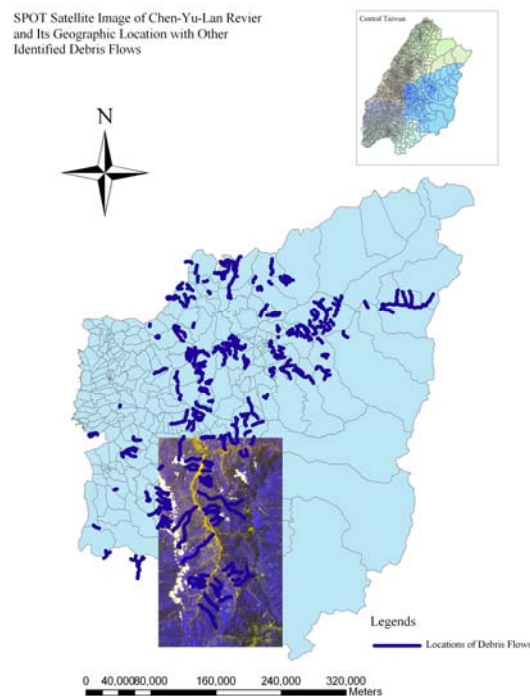 SPOT Satellite Image of Chen-Yu-Lan Revier
and Its Geographic Location with Other
Identified Debris Flows
Central Taiwan
N
Legends
Locations of Debris Flows
0 40,00080,000 160,000 240,000 320,000
Meters